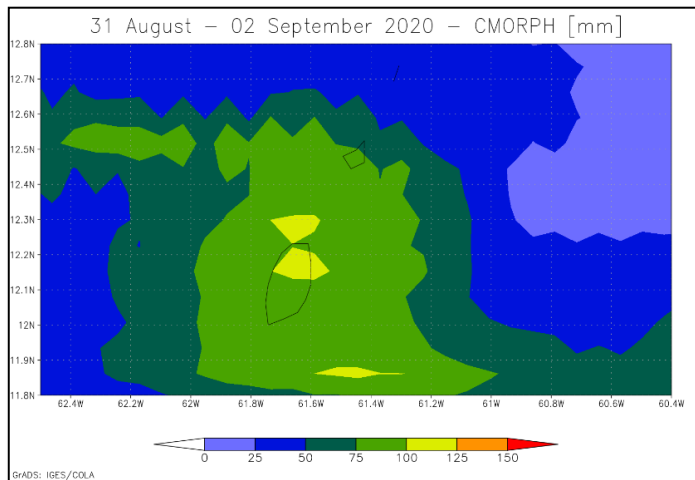 31 August - 02 September 2020 - CMORPH [mm]
12.8N
12.7N
12.6N
12.5N
12.4N
12.3N
12.2N
12.1N
12N
11.9N
11.8N
62.4W 62.2W 62W 61.8W 61.6W 61.4W 61.2W 61W 60.8W 60.6W 60.4W
0 25 50 75 100 125 150
GrADS: IGES/COLA